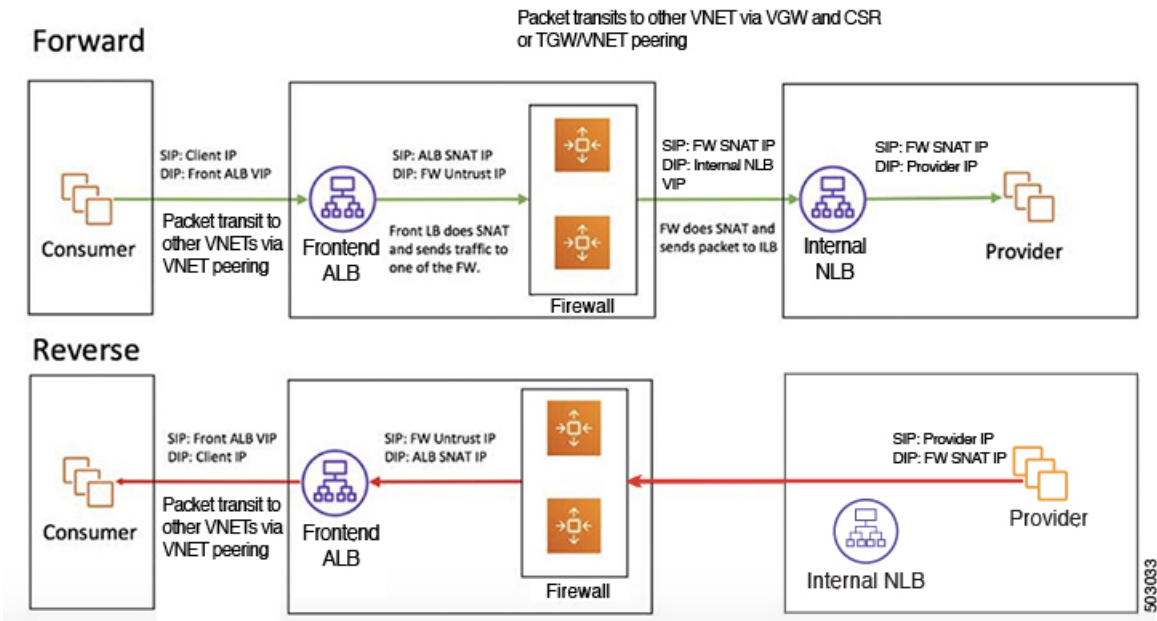 Packet transits to other VNET via VGW and CSR
or TGW/VNET peering
Forward
SIP: Client IP
DIP: Front ALB VIP
Packet transit to
other VNETs via
VNET peering
Consumer
Frontend
ALB
SIP: ALB SNAT IP
DIP: FW Untrust IP
Front LB does SNAT
and sends traffic to
one of the FW.
Firewall
SIP: FW SNAT IP
DIP: Internal NLB
VIP
FW does SNAT and
sends packet to ILB
Internal
NLB
SIP: FW SNAT IP
DIP: Provider IP
Provider
Reverse
SIP: Front ALB VIP
DIP: Client IP
Packet transit to
other VNETs via
VNET peering
Consumer
Frontend
ALB
SIP: FW Untrust IP
DIP: ALB SNAT IP
Firewall
SIP: Provider IP
DIP: FW SNAT IP
Provider
Internal NLB
503033